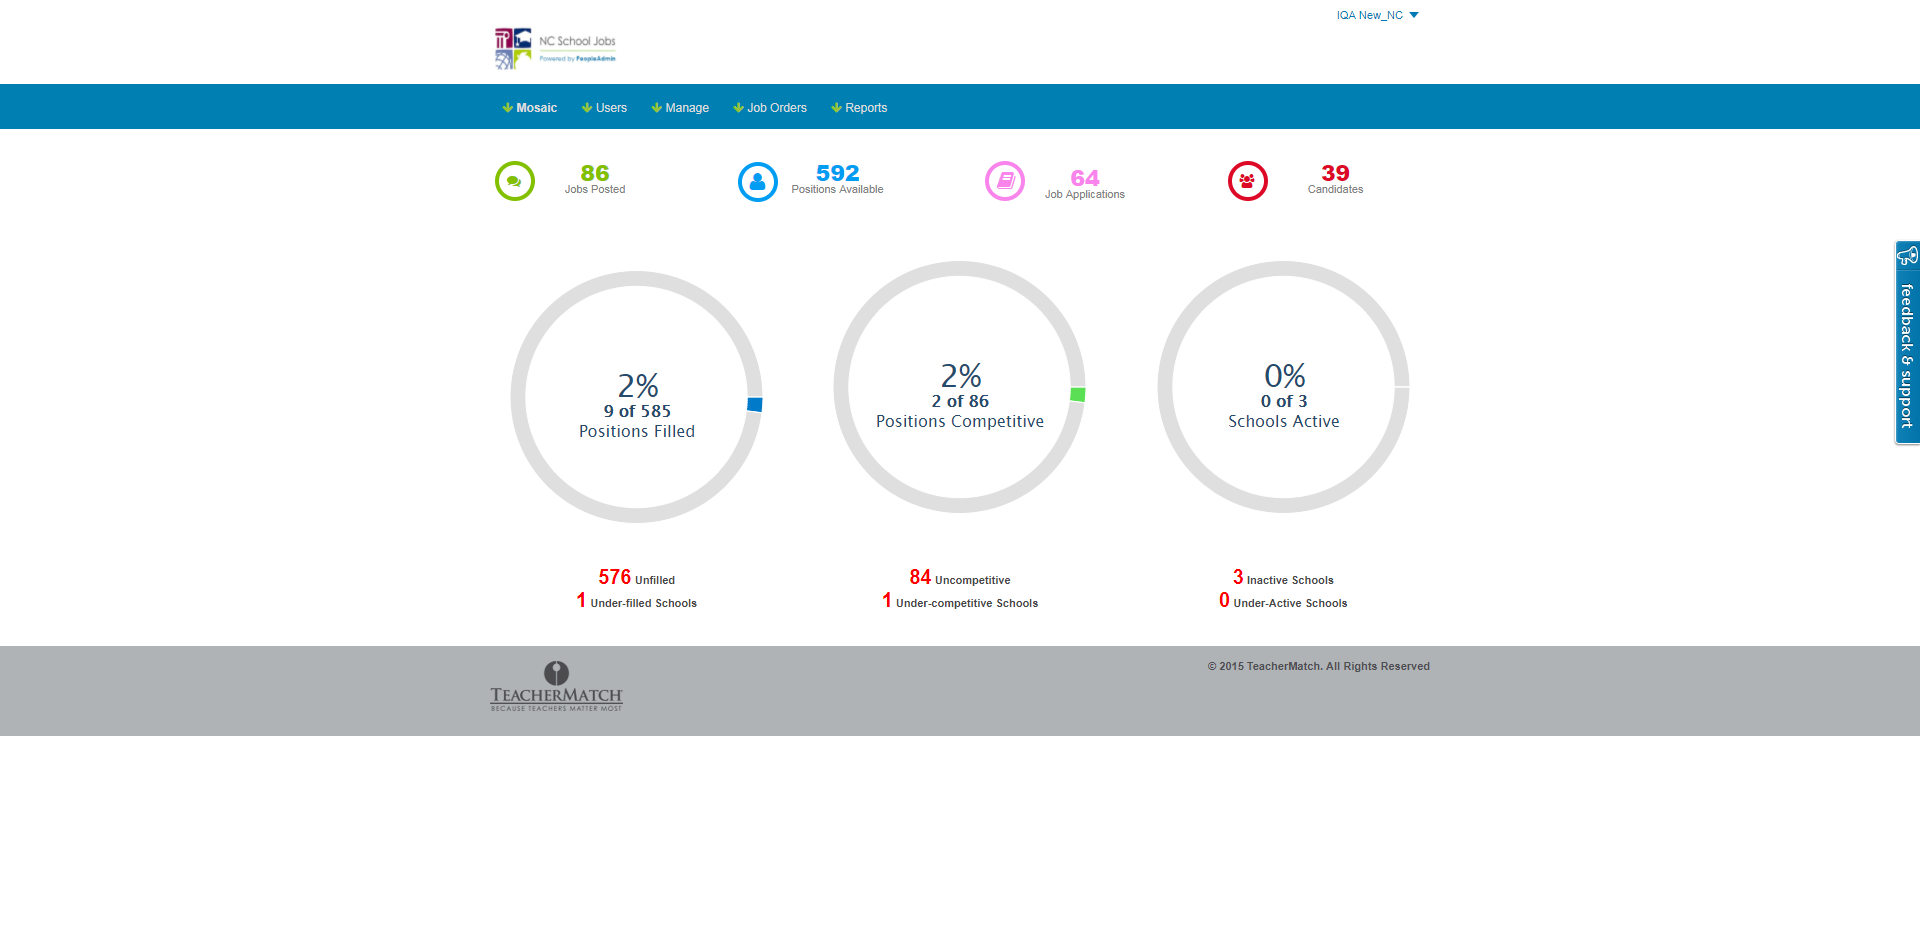 IQA New_NC
NC School Jobs
Powered by PeopleAdmin
Mosaic Users Manage Job Orders Reports
86
Jobs Posted
592
Positions Available
64
Job Applications
39
Candidates
2%
9 of 585
Positions Filled
2%
2 of 86
Positions Competitive
0%
0 of 3
Schools Active
feedback & support
576 Unfilled
1 Under-filled Schools
84 Uncompetitive
1 Under-competitive Schools
3 Inactive Schools
0 Under-Active Schools
TEACHERMATCH
BECAUSE TEACHERS MATTER MOST
© 2015 TeacherMatch. All Rights Reserved